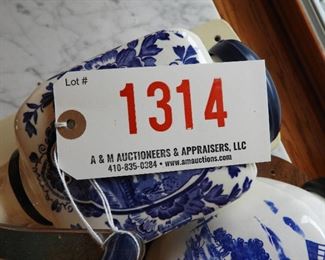 Lot #
1314
A & M AUCTIONEERS & APPRAISERS, LLC
410-835-0384 • www.amauctions.com